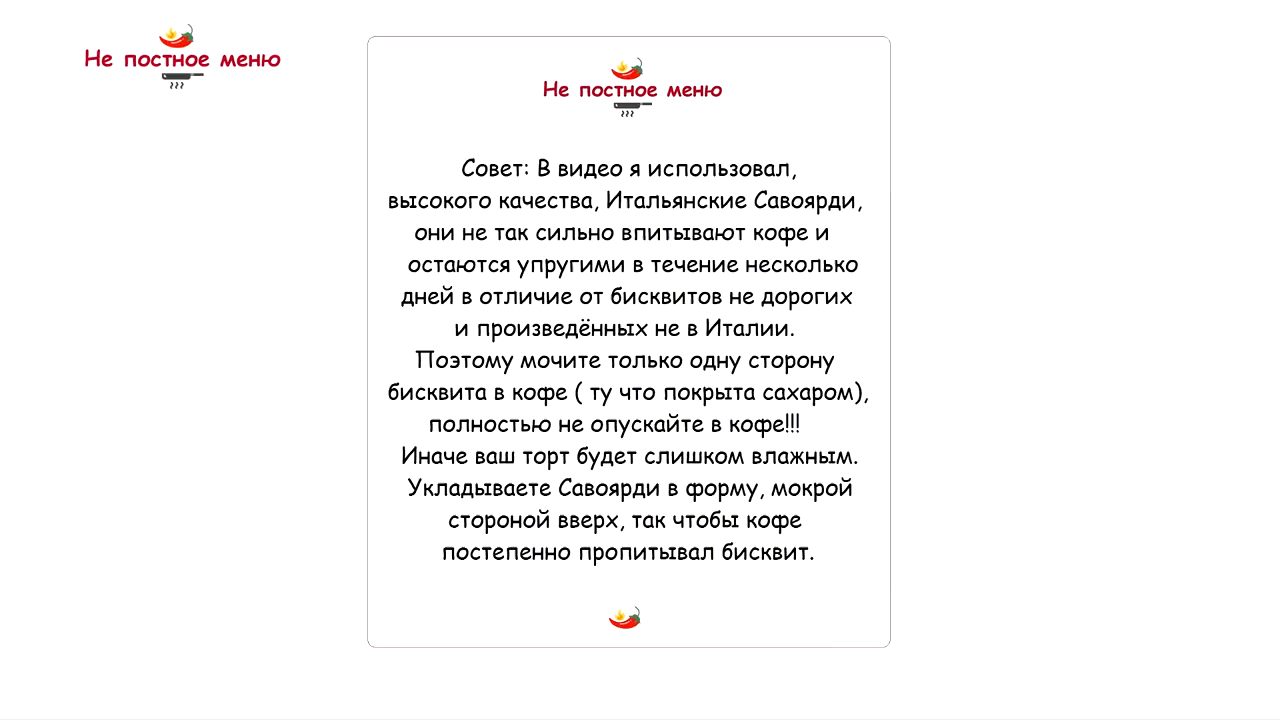 Не постное меню
Не постное меню
Совет: В видео я использовал,
высокого качества, Итальянские Савоярди,
они не так сильно впитывают кофе и
остаются упругими в течение несколько
дней в отличие от бисквитов не дорогих
и произведённых не в Италии.
Поэтому мочите только одну сторону
бисквита в кофе ( ту что покрыта сахаром),
полностью не опускайте в кофе!!!
Иначе ваш торт будет слишком влажным.
Укладываете Савоярди в форму, мокрой
стороной вверх, так чтобы кофе
постепенно пропитывал бисквит.